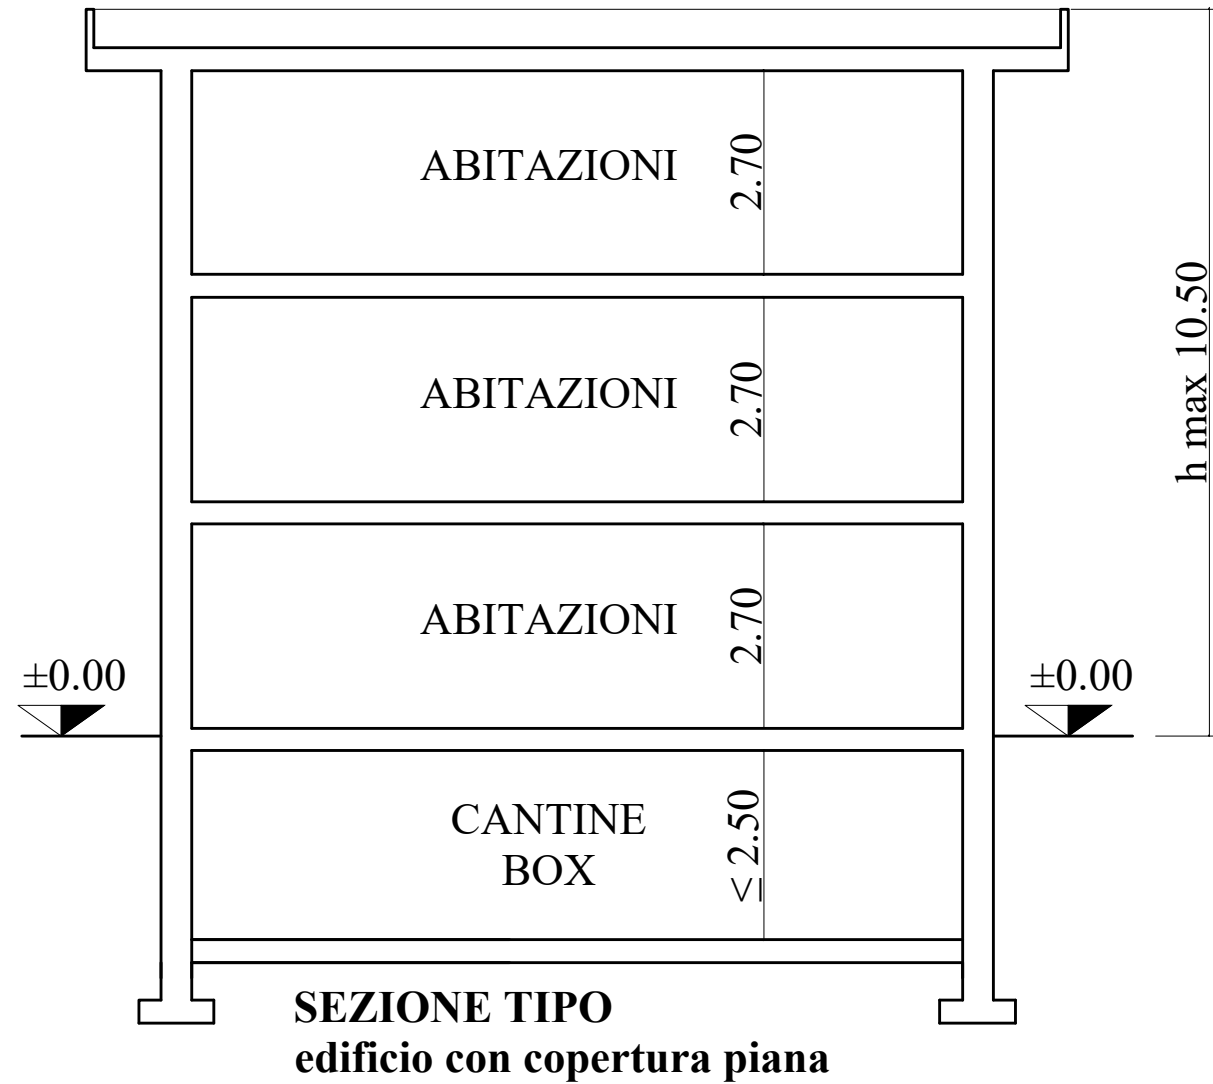 ABITAZIONI
2.70
ABITAZIONI
2.70
h max 10.50
ABITAZIONI
2.70
±0.00
±0.00
CANTINE
BOX
≤ 2.50
SEZIONE TIPO
edificio con copertura piana